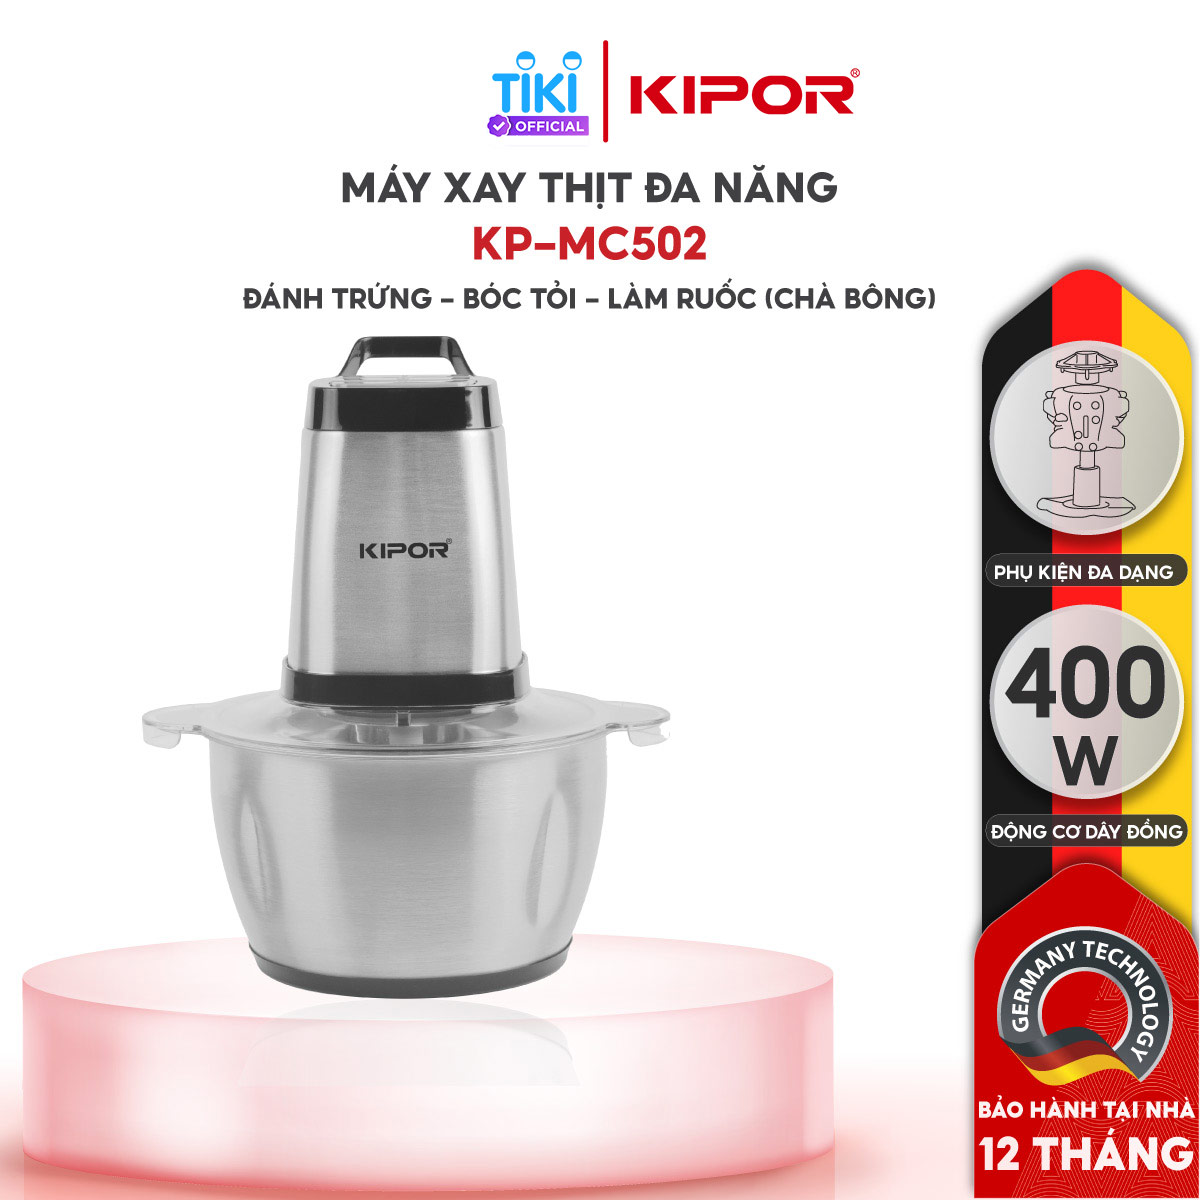 TIKI
OFFICIAL
KIPOR®
MÁY XAY THỊT ĐA NĂNG
KP-MC502
ĐÁNH TRỨNG - BÓC TỎI - LÀM RUỐC (CHÀ BÔNG)
KIPOR®
PHỤ KIỆN ĐA DẠNG
400
W
ĐỘNG CƠ DÂY ĐỒNG
GERMANY TECHNOLOGY
BẢO HÀNH TẠI NHÀ
12 THÁNG